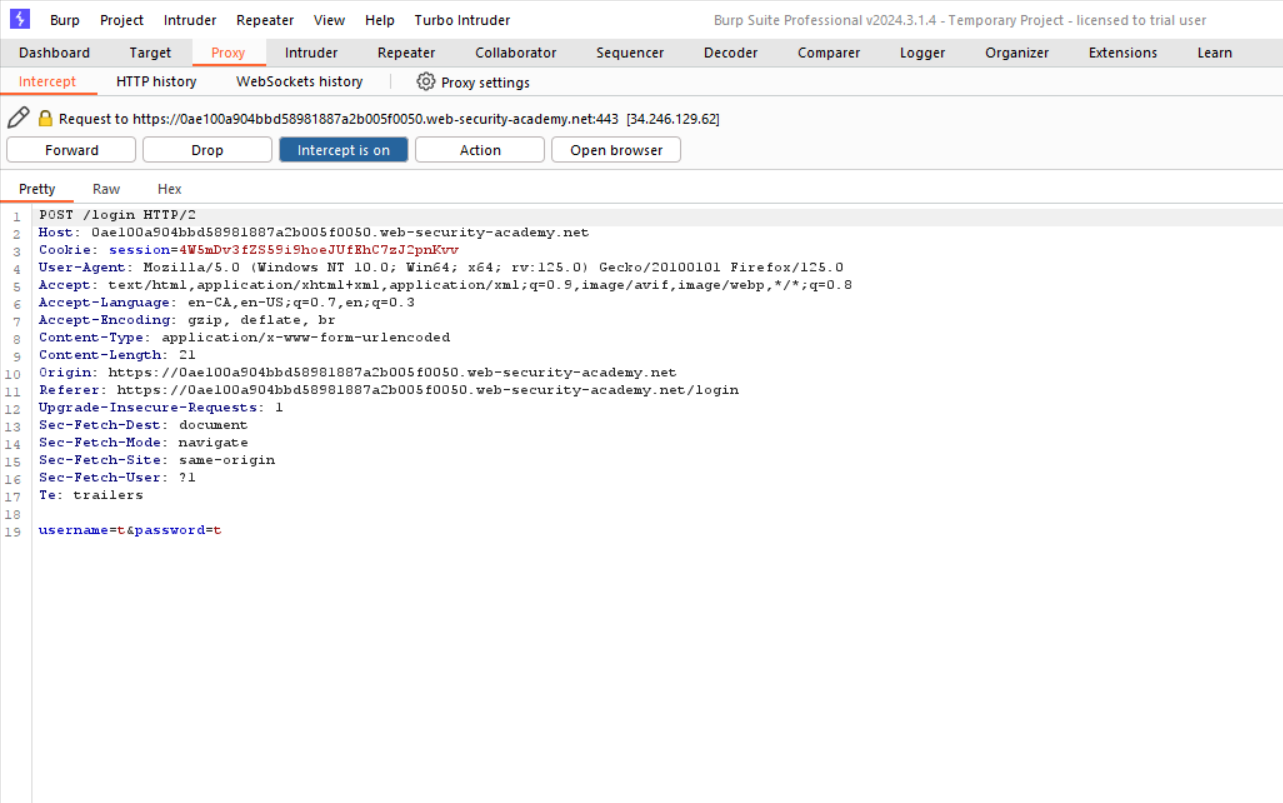 Burp Project Intruder Repeater View Help Turbo Intruder Burp Suite Professional v2024.3.1.4 - Temporary Project - licensed to trial user
Dashboard Target Proxy Intruder Repeater Collaborator Sequencer Decoder Comparer Logger Organizer Extensions Learn
Intercept HTTP history WebSockets history Proxy settings
Request to https://0ae100a904bbd58981887a2b005f0050.web-security-academy.net:443 [34.246.129.62]
Forward Drop Intercept is on Action Open browser
Pretty Raw Hex
1 POST /login HTTP/2
2 Host: 0ae100a904bbd58981887a2b005f0050.web-security-academy.net
3 Cookie: session=4W5mDv3fZS59i9hoeJUfEhC7zJ2pnKvv
4 User-Agent: Mozilla/5.0 (Windows NT 10.0; Win64; x64; rv:125.0) Gecko/20100101 Firefox/125.0
5 Accept: text/html,application/xhtml+xml,application/xml;q=0.9,image/avif,image/webp,*/*;q=0.8
6 Accept-Language: en-CA,en-US;q=0.7,en;q=0.3
7 Accept-Encoding: gzip, deflate, br
8 Content-Type: application/x-www-form-urlencoded
9 Content-Length: 21
10 Origin: https://0ae100a904bbd58981887a2b005f0050.web-security-academy.net
11 Referer: https://0ae100a904bbd58981887a2b005f0050.web-security-academy.net/login
12 Upgrade-Insecure-Requests: 1
13 Sec-Fetch-Dest: document
14 Sec-Fetch-Mode: navigate
15 Sec-Fetch-Site: same-origin
16 Sec-Fetch-User: ?1
17 Te: trailers
18
19 username=t&password=t